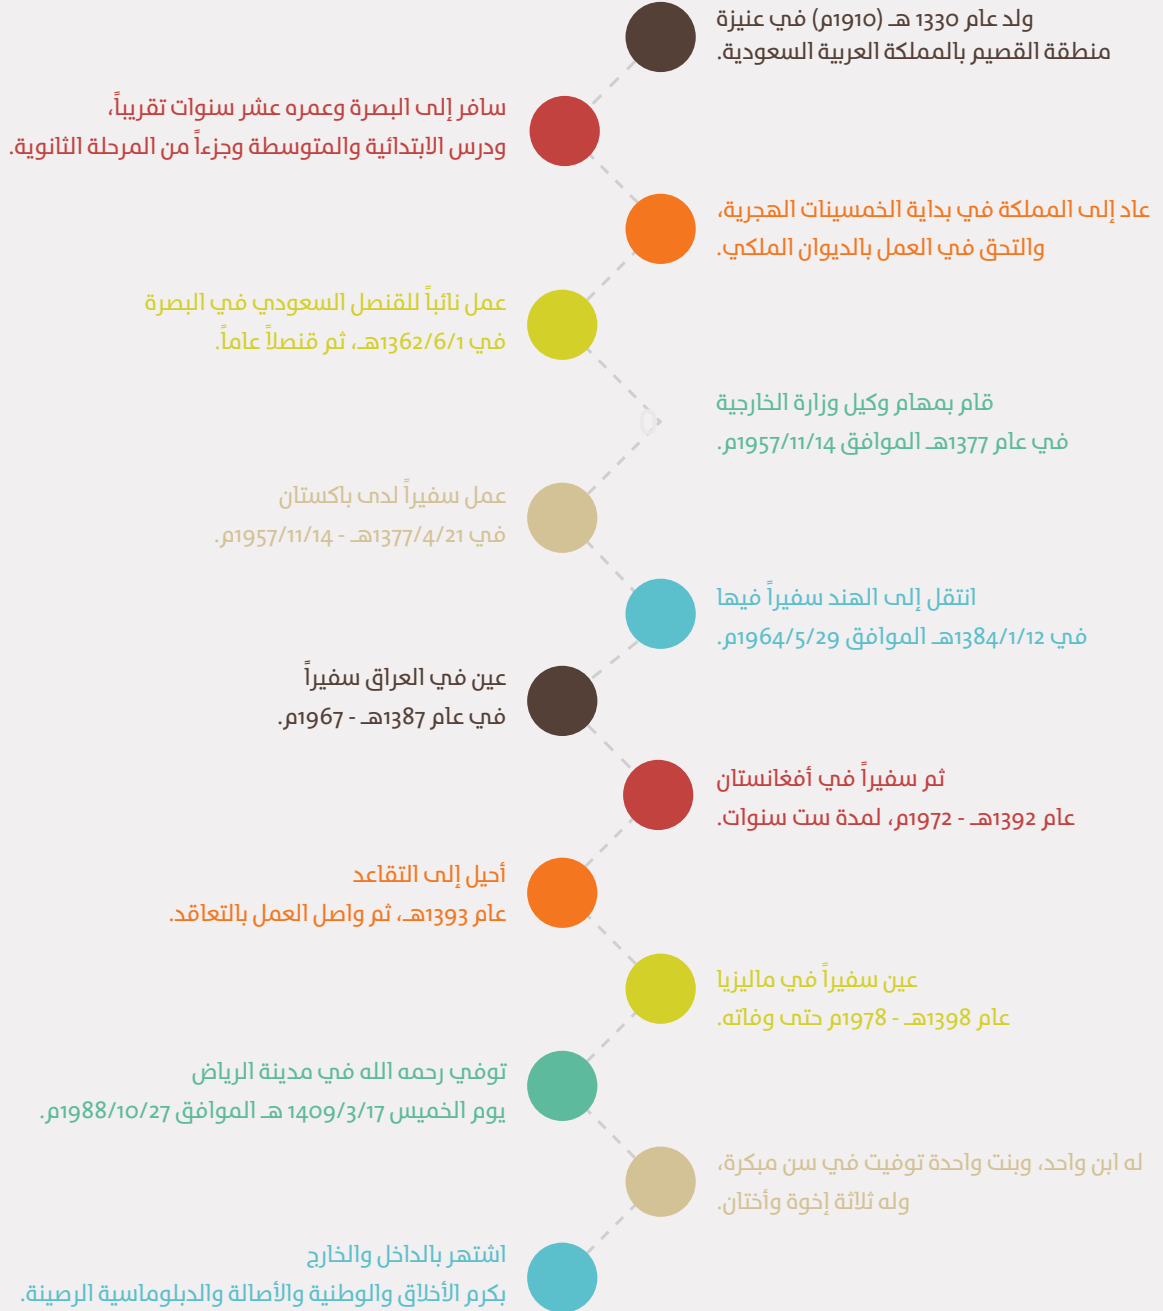 ولد عام 1330 هـ (1910م) في عنيزة
منطقة القصيم بالمملكة العربية السعودية.
سافر إلى البصرة وعمره عشر سنوات تقريباً،
ودرس الابتدائية والمتوسطة وجزءاً من المرحلة الثانوية.
عاد إلى المملكة في بداية الخمسينات الهجرية،
والتحق في العمل بالديوان الملكي.
عمل نائباً للقنصل السعودي في البصرة
في 1362/6/1هـ، ثم قنصلاً عاماً.
قام بمهام وكيل وزارة الخارجية
في عام 1377هـ الموافق 1957/11/14م.
عمل سفيراً لدى باكستان
في 1377/4/21هـ - 1957/11/14م.
انتقل إلى الهند سفيراً فيها
في 1384/1/12هـ الموافق 1964/5/29م.
عين في العراق سفيراً
في عام 1387هـ - 1967م.
ثم سفيراً في أفغانستان
عام 1392هـ - 1972م، لمدة ست سنوات.
أحيل إلى التقاعد
عام 1393هـ، ثم واصل العمل بالتعاقد.
عين سفيراً في ماليزيا
عام 1398هـ - 1978م حتى وفاته.
توفي رحمه الله في مدينة الرياض
يوم الخميس 1409/3/17 هـ الموافق 1988/10/27م.
له ابن واحد، وبنت واحدة توفيت في سن مبكرة،
وله ثلاثة إخوة وأختان.
اشتهر بالداخل والخارج
بكرم الأخلاق والوطنية والأصالة والدبلوماسية الرصينة.